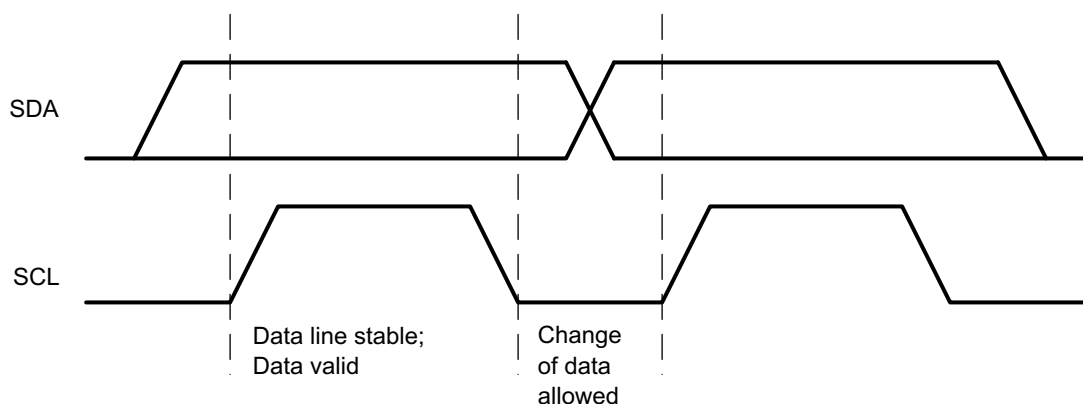 SDA
SCL
Data line stable;
Data valid
Change
of data
allowed